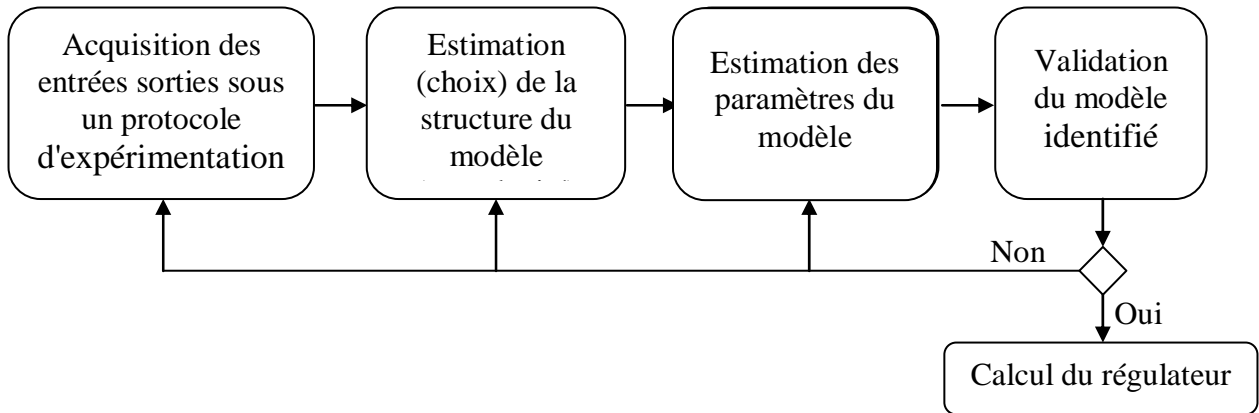 Acquisition des
entrées sorties sous
un protocole
d'expérimentation
Estimation
(choix) de la
structure du
modèle
Estimation des
paramètres du
modèle
Validation
du modèle
identifié
Non
Oui
Calcul du régulateur